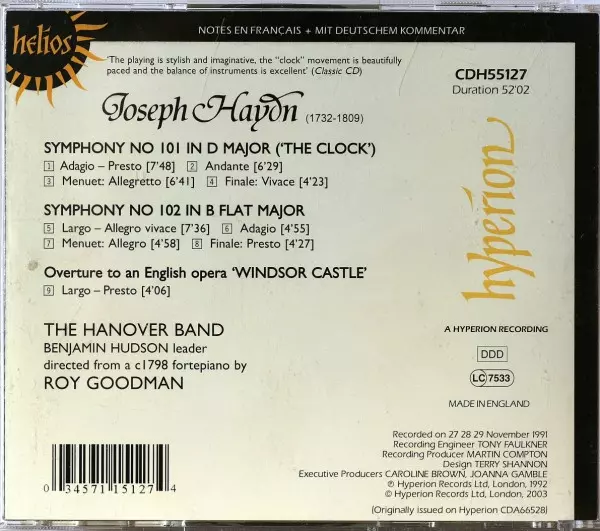 helios
NOTES EN FRANÇAIS + MIT DEUTSCHEM KOMMENTAR
'The playing is stylish and imaginative, the "clock" movement is beautifully
paced and the balance of instruments is excellent' (Classic CD)
CDH55127
Duration 52'02
Joseph Haydn (1732-1809)
SYMPHONY NO 101 IN D MAJOR ('THE CLOCK')
1 Adagio – Presto [7'48] 2 Andante [6'29]
3 Menuet: Allegretto [6'41] 4 Finale: Vivace [4'23]
SYMPHONY NO 102 IN B FLAT MAJOR
5 Largo – Allegro vivace [7'36] 6 Adagio [4'55]
7 Menuet: Allegro [4'58] 8 Finale: Presto [4'27]
Overture to an English opera 'WINDSOR CASTLE'
9 Largo – Presto [4'06]
THE HANOVER BAND
BENJAMIN HUDSON leader
directed from a c1798 fortepiano by
ROY GOODMAN
hyperion
A HYPERION RECORDING
DDD
LC 7533
MADE IN ENGLAND
Recorded on 27 28 29 November 1991
Recording Engineer TONY FAULKNER
Recording Producer MARTIN COMPTON
Design TERRY SHANNON
Executive Producers CAROLINE BROWN, JOANNA GAMBLE
℗ Hyperion Records Ltd, London, 1992
© Hyperion Records Ltd, London, 2003
(Originally issued on Hyperion CDA66528)
0 34571 15127 4